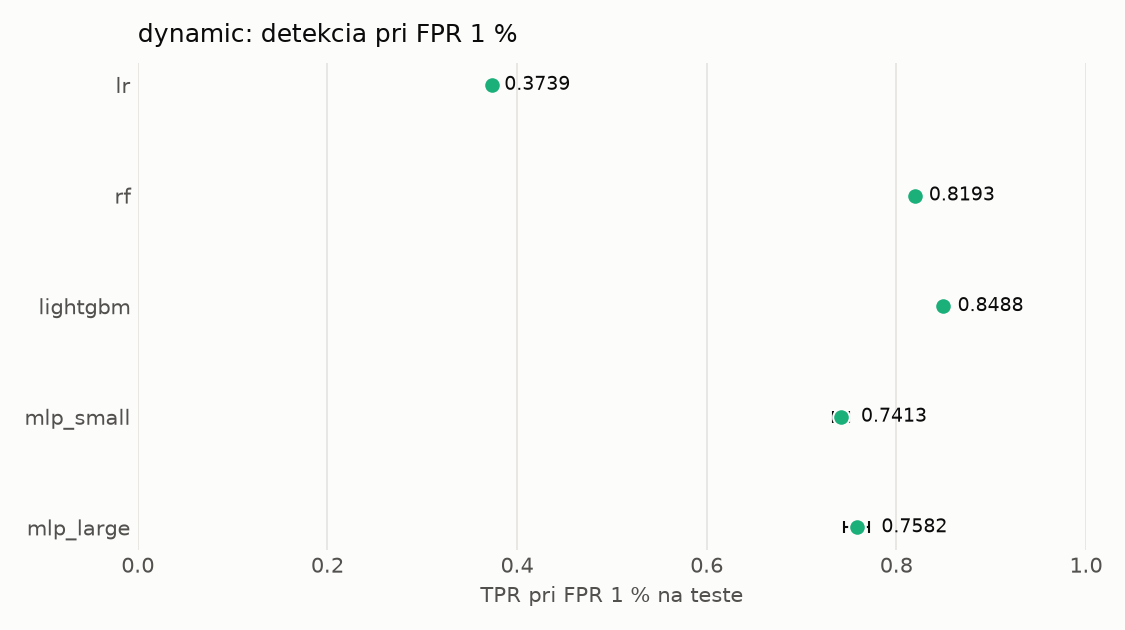 dynamic: detekcia pri FPR 1 %
lr 0.3739
rf 0.8193
lightgbm 0.8488
mlp_small 0.7413
mlp_large 0.7582
0.0 0.2 0.4 0.6 0.8 1.0
TPR pri FPR 1 % na teste